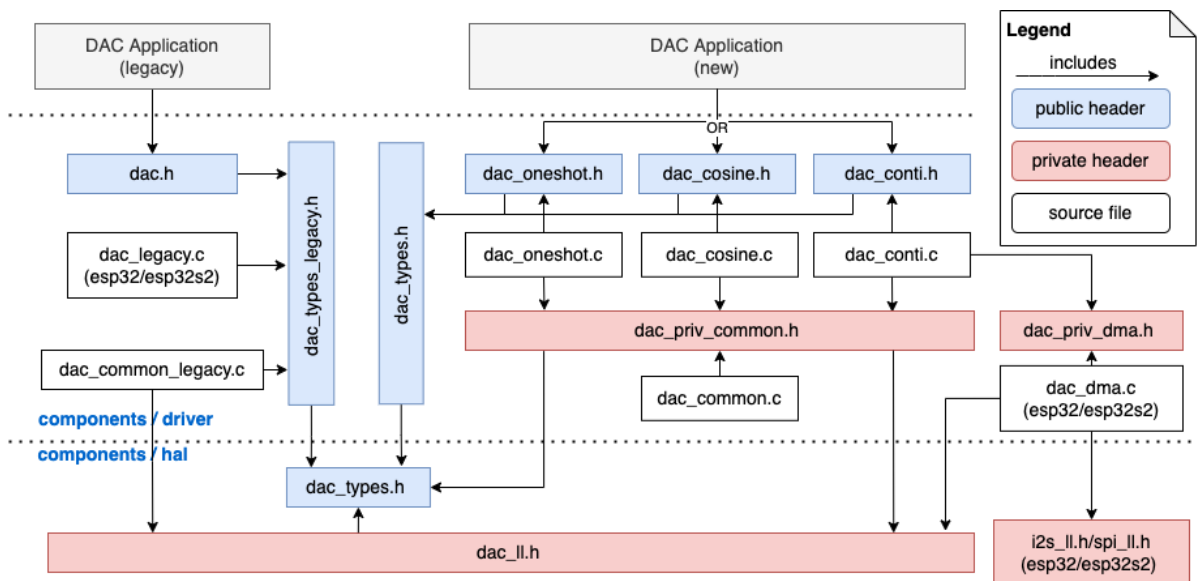 DAC Application
(legacy)
DAC Application
(new)
Legend
includes
public header
private header
source file
OR
dac.h
dac_types_legacy.h
dac_types.h
dac_oneshot.h
dac_cosine.h
dac_conti.h
dac_legacy.c
(esp32/esp32s2)
dac_oneshot.c
dac_cosine.c
dac_conti.c
dac_priv_common.h
dac_priv_dma.h
dac_common_legacy.c
dac_common.c
dac_dma.c
(esp32/esp32s2)
components / driver
components / hal
dac_types.h
dac_ll.h
i2s_ll.h/spi_ll.h
(esp32/esp32s2)